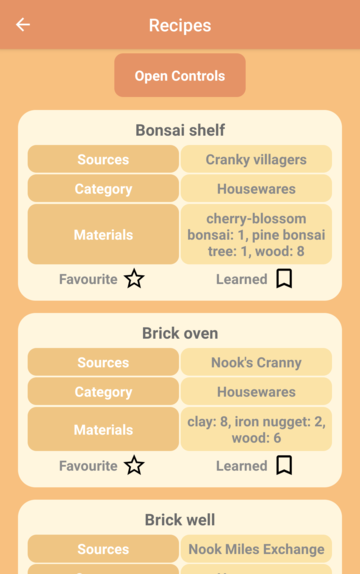 Recipes
Open Controls
Bonsai shelf
Sources Cranky villagers
Category Housewares
Materials cherry-blossom
bonsai: 1, pine bonsai
tree: 1, wood: 8
Favourite Learned
Brick oven
Sources Nook's Cranny
Category Housewares
Materials clay: 8, iron nugget: 2,
wood: 6
Favourite Learned
Brick well
Sources Nook Miles Exchange